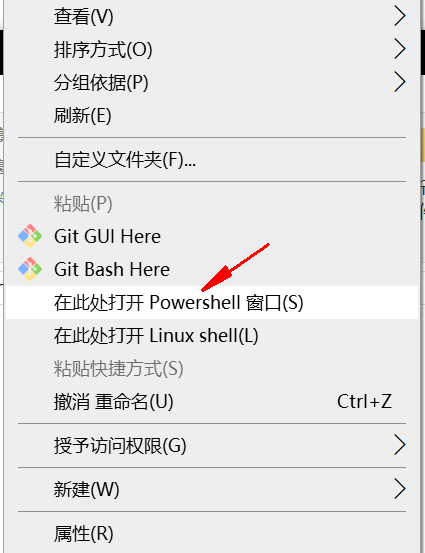 查看(V)
排序方式(O)
分组依据(P)
刷新(E)
自定义文件夹(F)...
粘贴(P)
Git GUI Here
Git Bash Here
在此处打开 Powershell 窗口(S)
在此处打开 Linux shell(L)
粘贴快捷方式(S)
撤消 重命名(U) Ctrl+Z
授予访问权限(G)
新建(W)
属性(R)